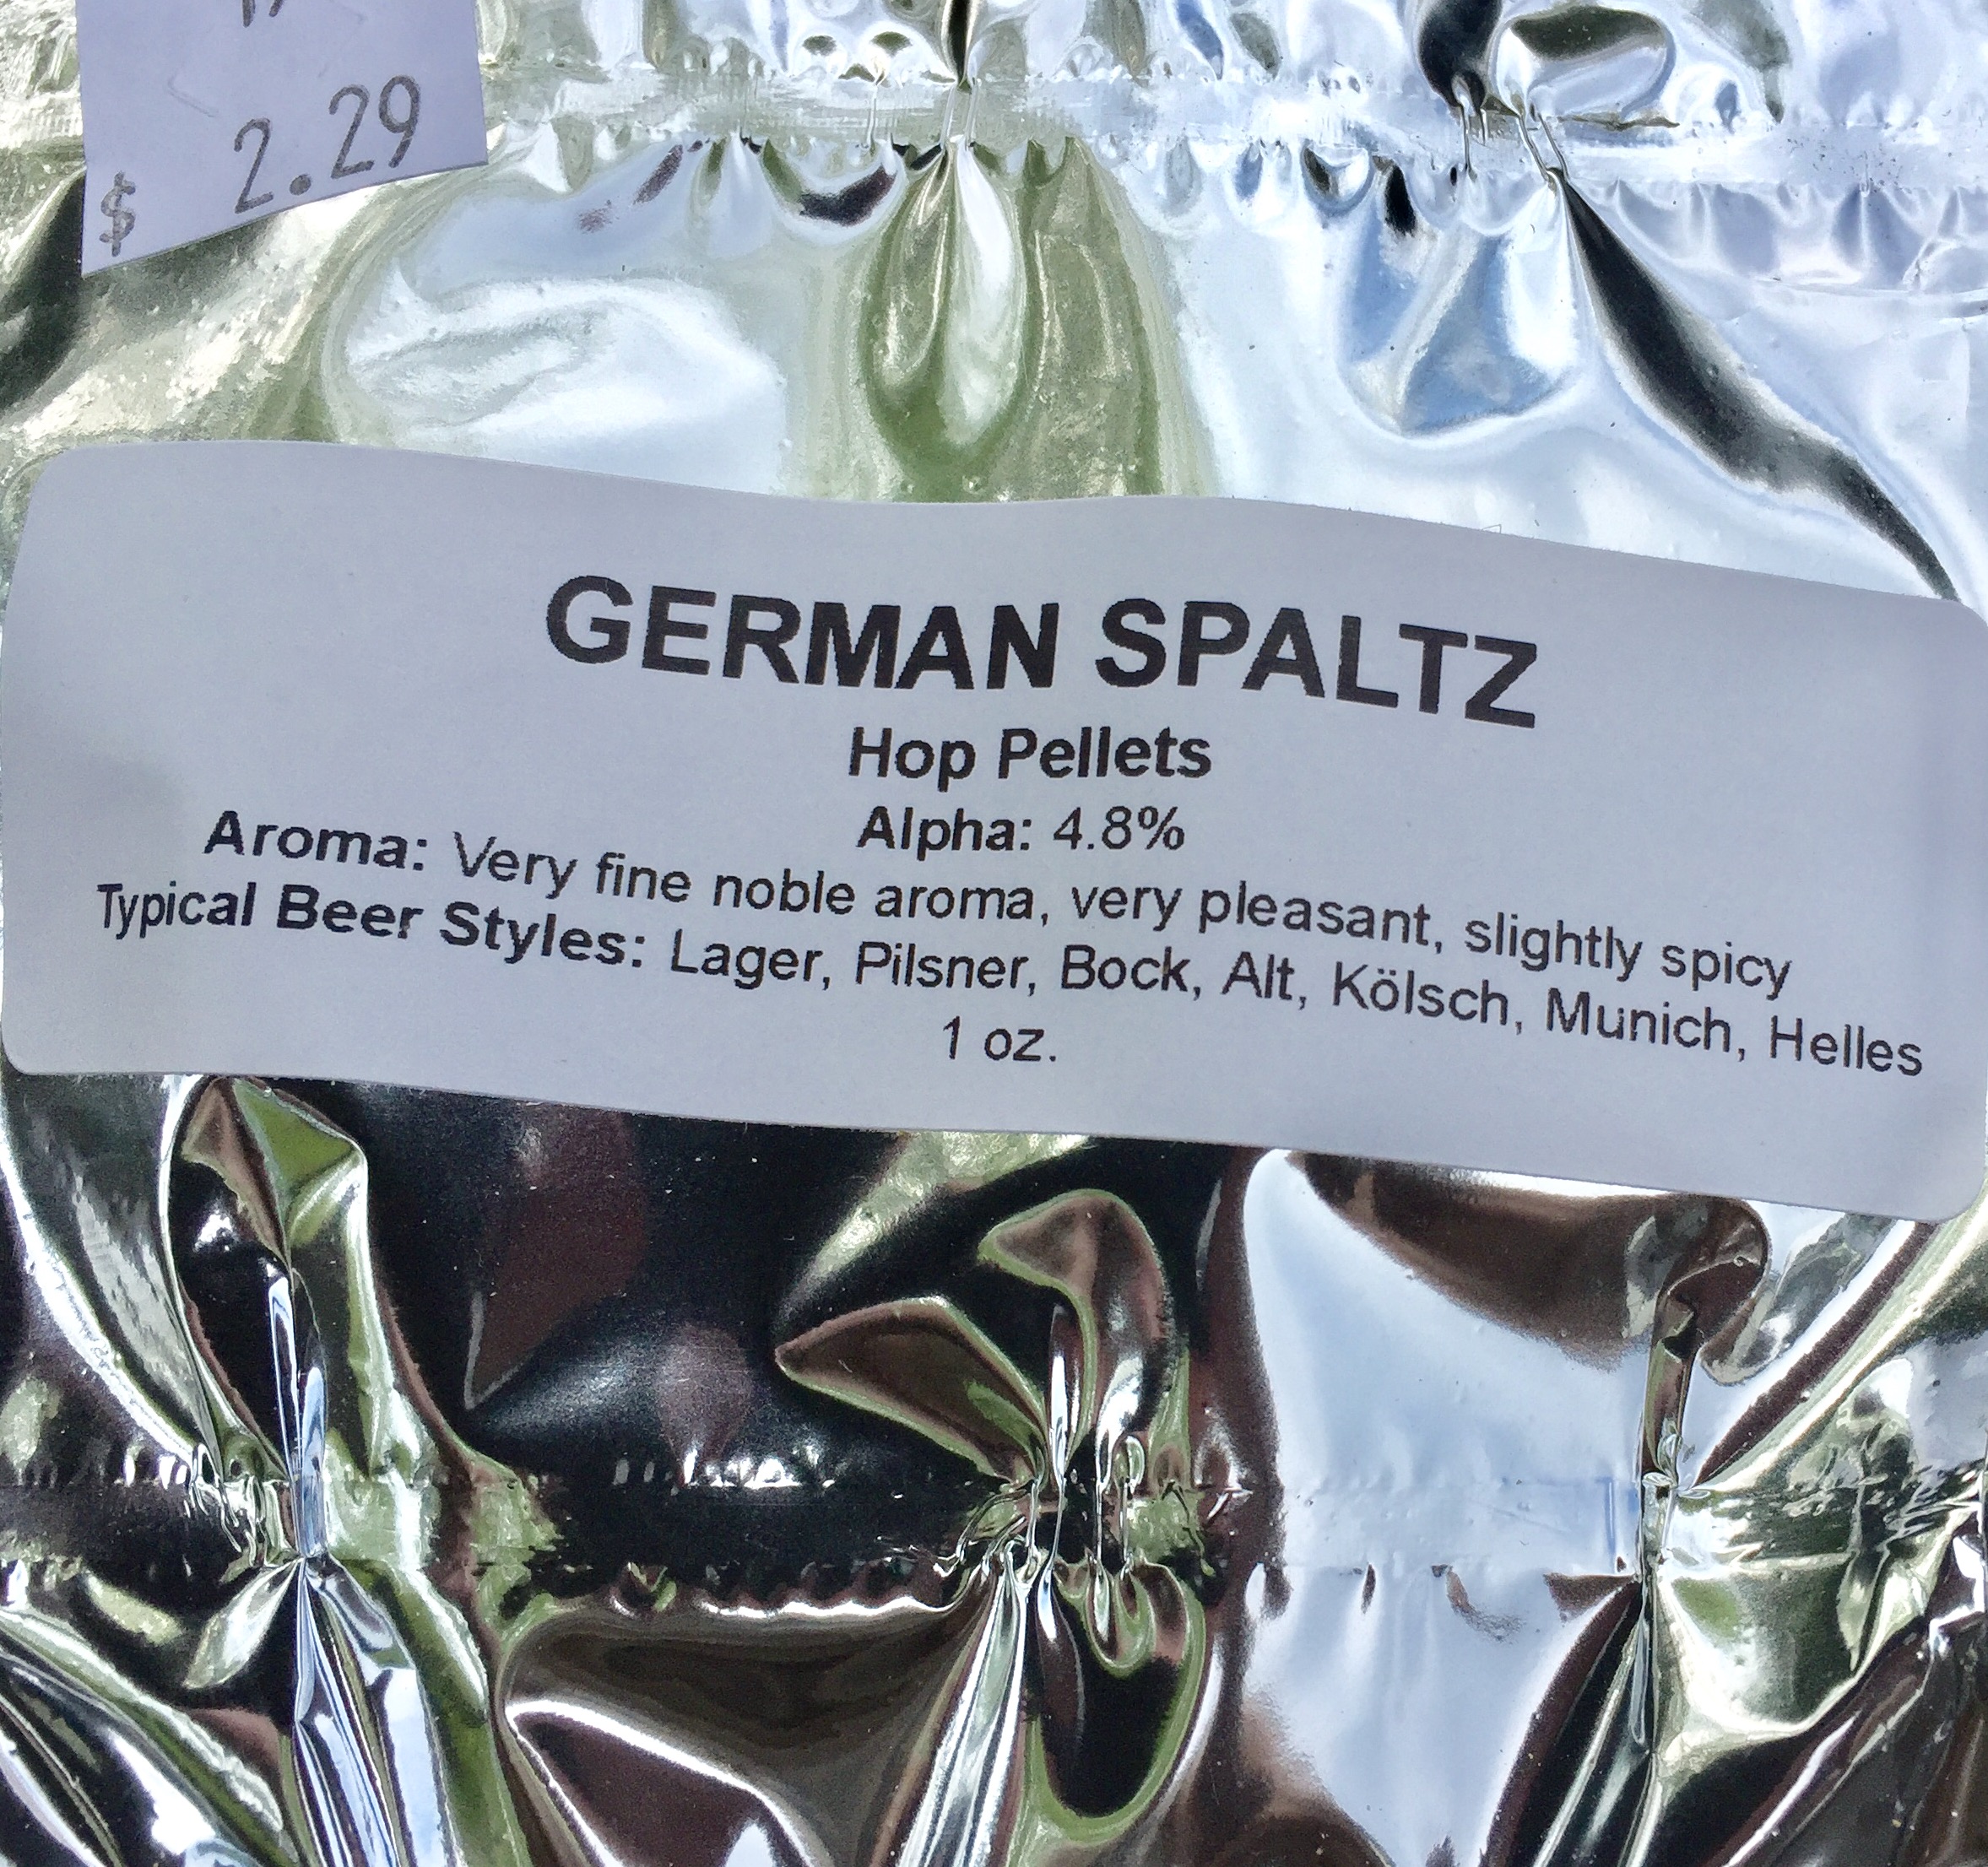 $ 2.29
GERMAN SPALTZ
Hop Pellets
Alpha: 4.8%
Aroma: Very fine noble aroma, very pleasant, slightly spicy
Typical Beer Styles: Lager, Pilsner, Bock, Alt, Kölsch, Munich, Helles
1 oz.